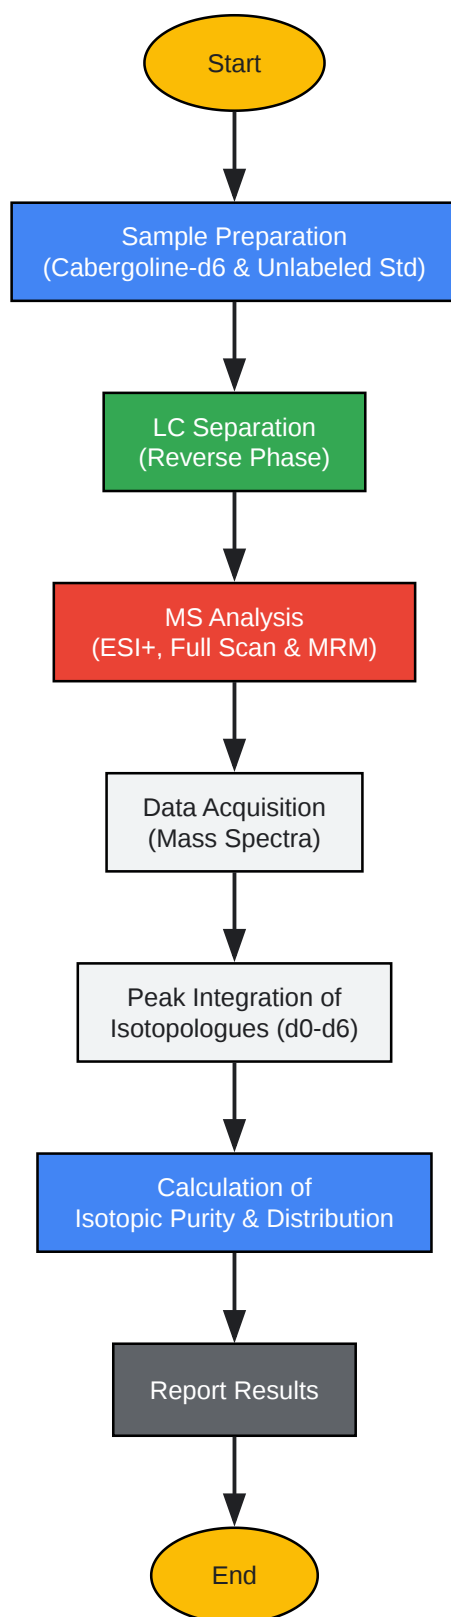 Start
Sample Preparation
(Cabergoline-d6 & Unlabeled Std)
LC Separation
(Reverse Phase)
MS Analysis
(ESI+, Full Scan & MRM)
Data Acquisition
(Mass Spectra)
Peak Integration of
Isotopologues (d0-d6)
Calculation of
Isotopic Purity & Distribution
Report Results
End